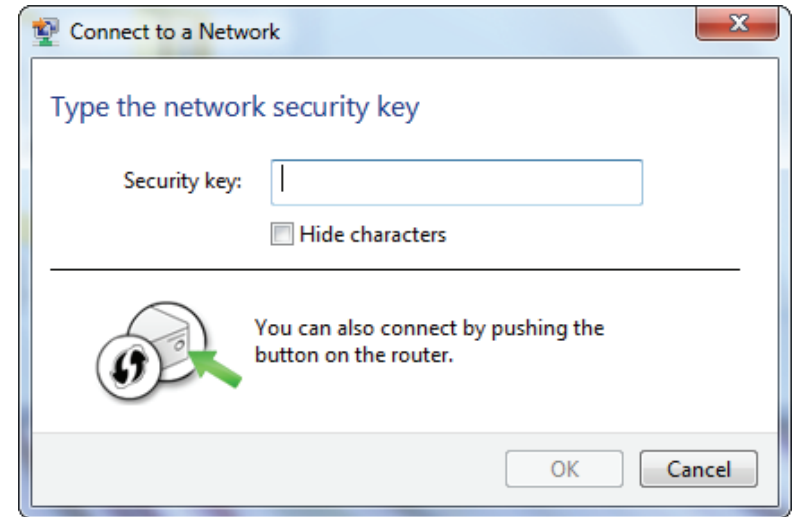 Connect to a Network
Type the network security key
Security key:
Hide characters
You can also connect by pushing the
button on the router.
OK
Cancel